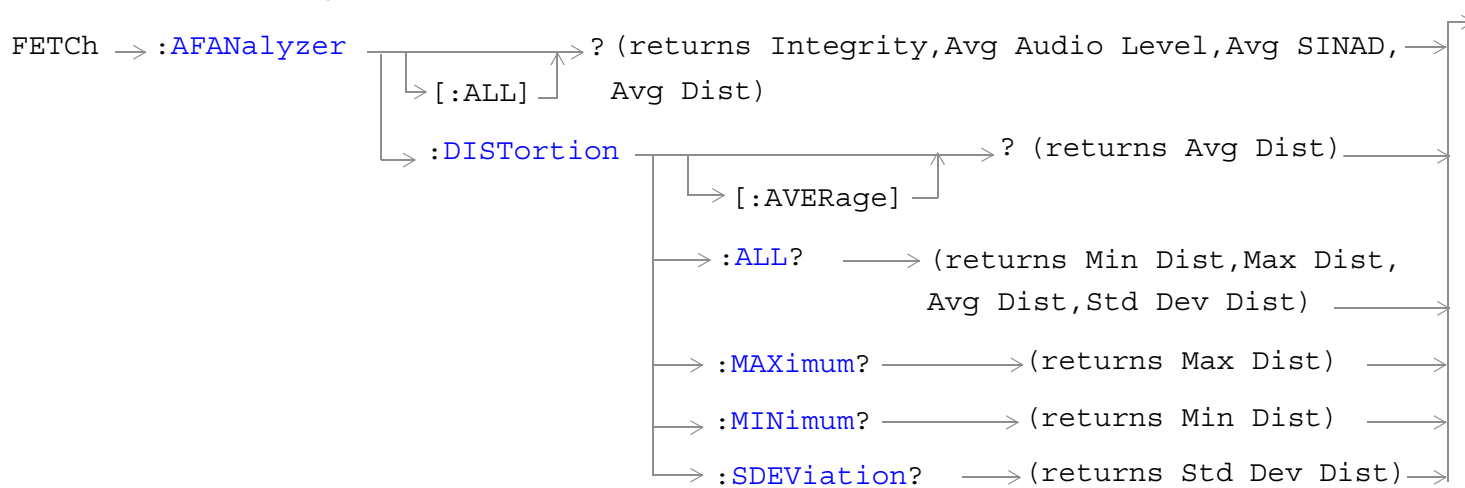 FETCh :AFANalyzer ? (returns Integrity,Avg Audio Level,Avg SINAD,
[:ALL] Avg Dist)
:DISTortion ? (returns Avg Dist)
[:AVERage]
:ALL? (returns Min Dist,Max Dist,
Avg Dist,Std Dev Dist)
:MAXimum? (returns Max Dist)
:MINimum? (returns Min Dist)
:SDEViation? (returns Std Dev Dist)